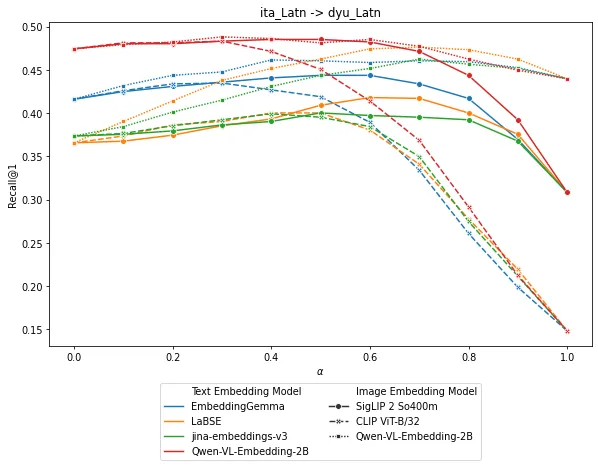 ita_Latn -> dyu_Latn
Recall@1
0.50
0.45
0.40
0.35
0.30
0.25
0.20
0.15
0.0 0.2 0.4 0.6 0.8 1.0
α
Text Embedding Model
EmbeddingGemma
LaBSE
jina-embeddings-v3
Qwen-VL-Embedding-2B
Image Embedding Model
SigLIP 2 So400m
CLIP ViT-B/32
Qwen-VL-Embedding-2B